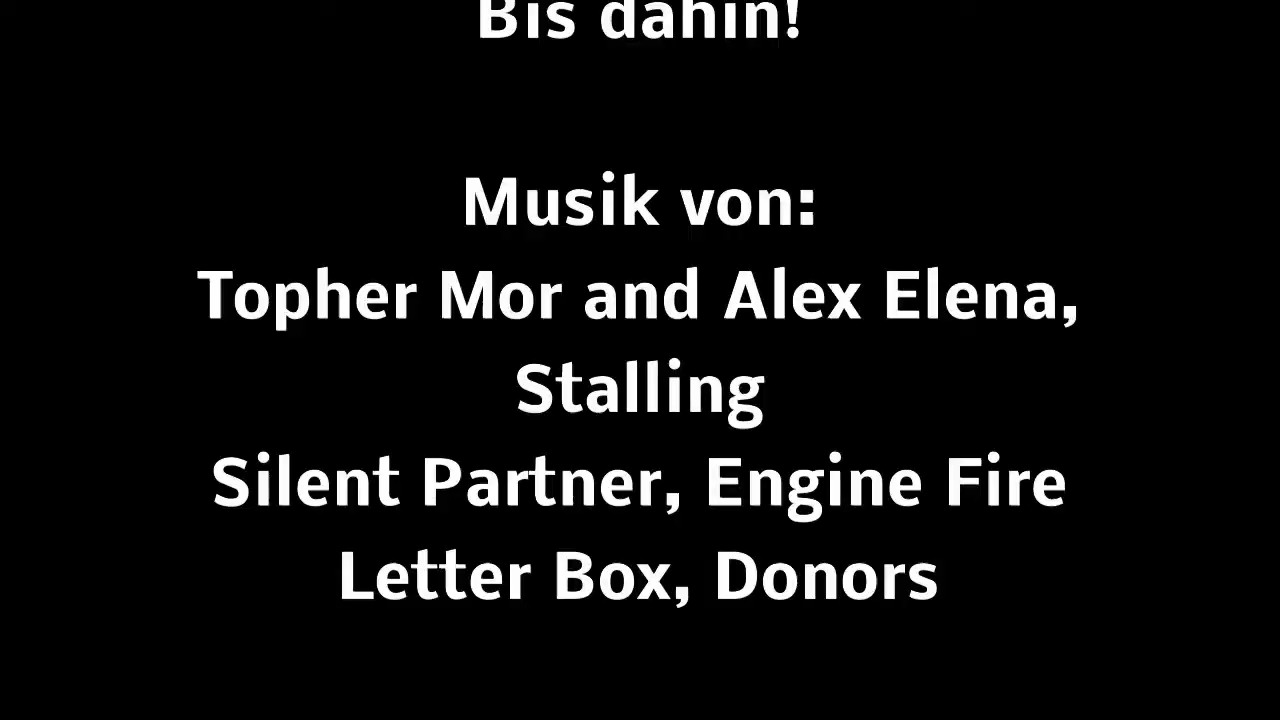 Bis dahin!
Musik von:
Topher Mor and Alex Elena,
Stalling
Silent Partner, Engine Fire
Letter Box, Donors